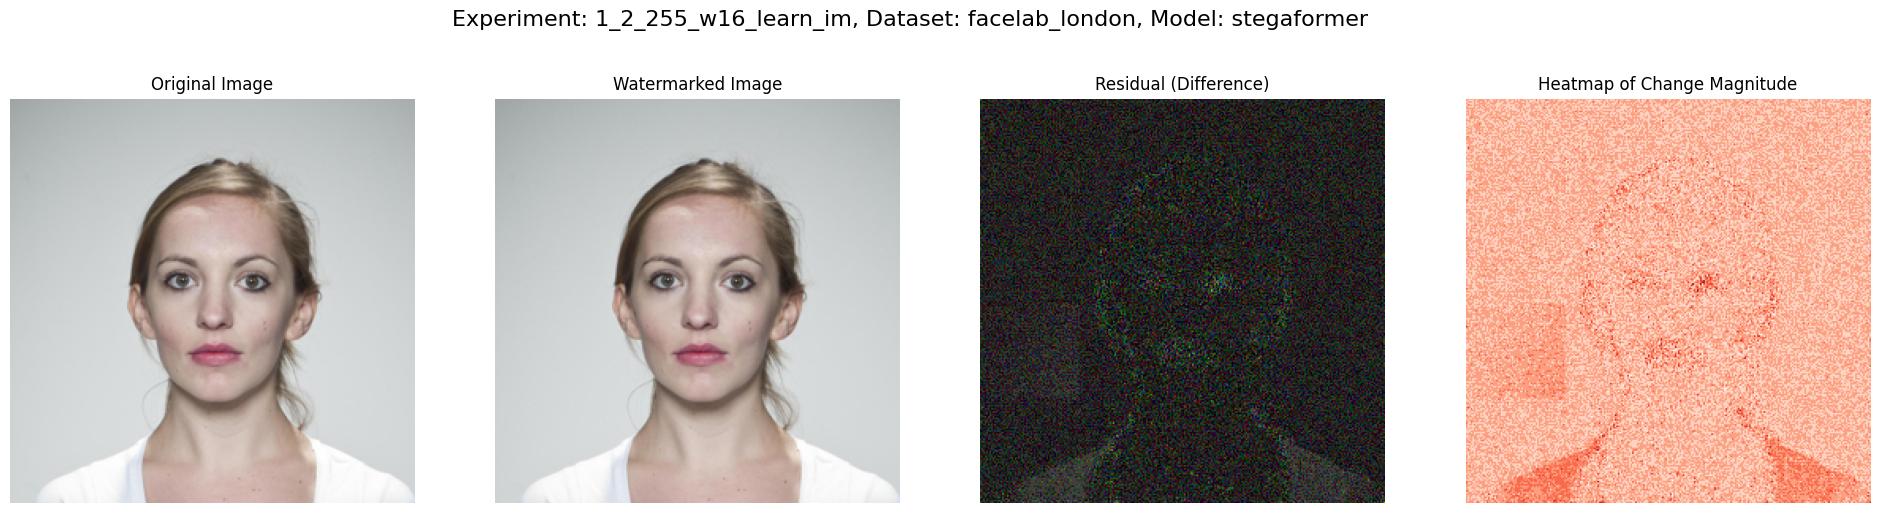 Experiment: 1_2_255_w16_learn_im, Dataset: facelab_london, Model: stegaformer
Original Image
Watermarked Image
Residual (Difference)
Heatmap of Change Magnitude